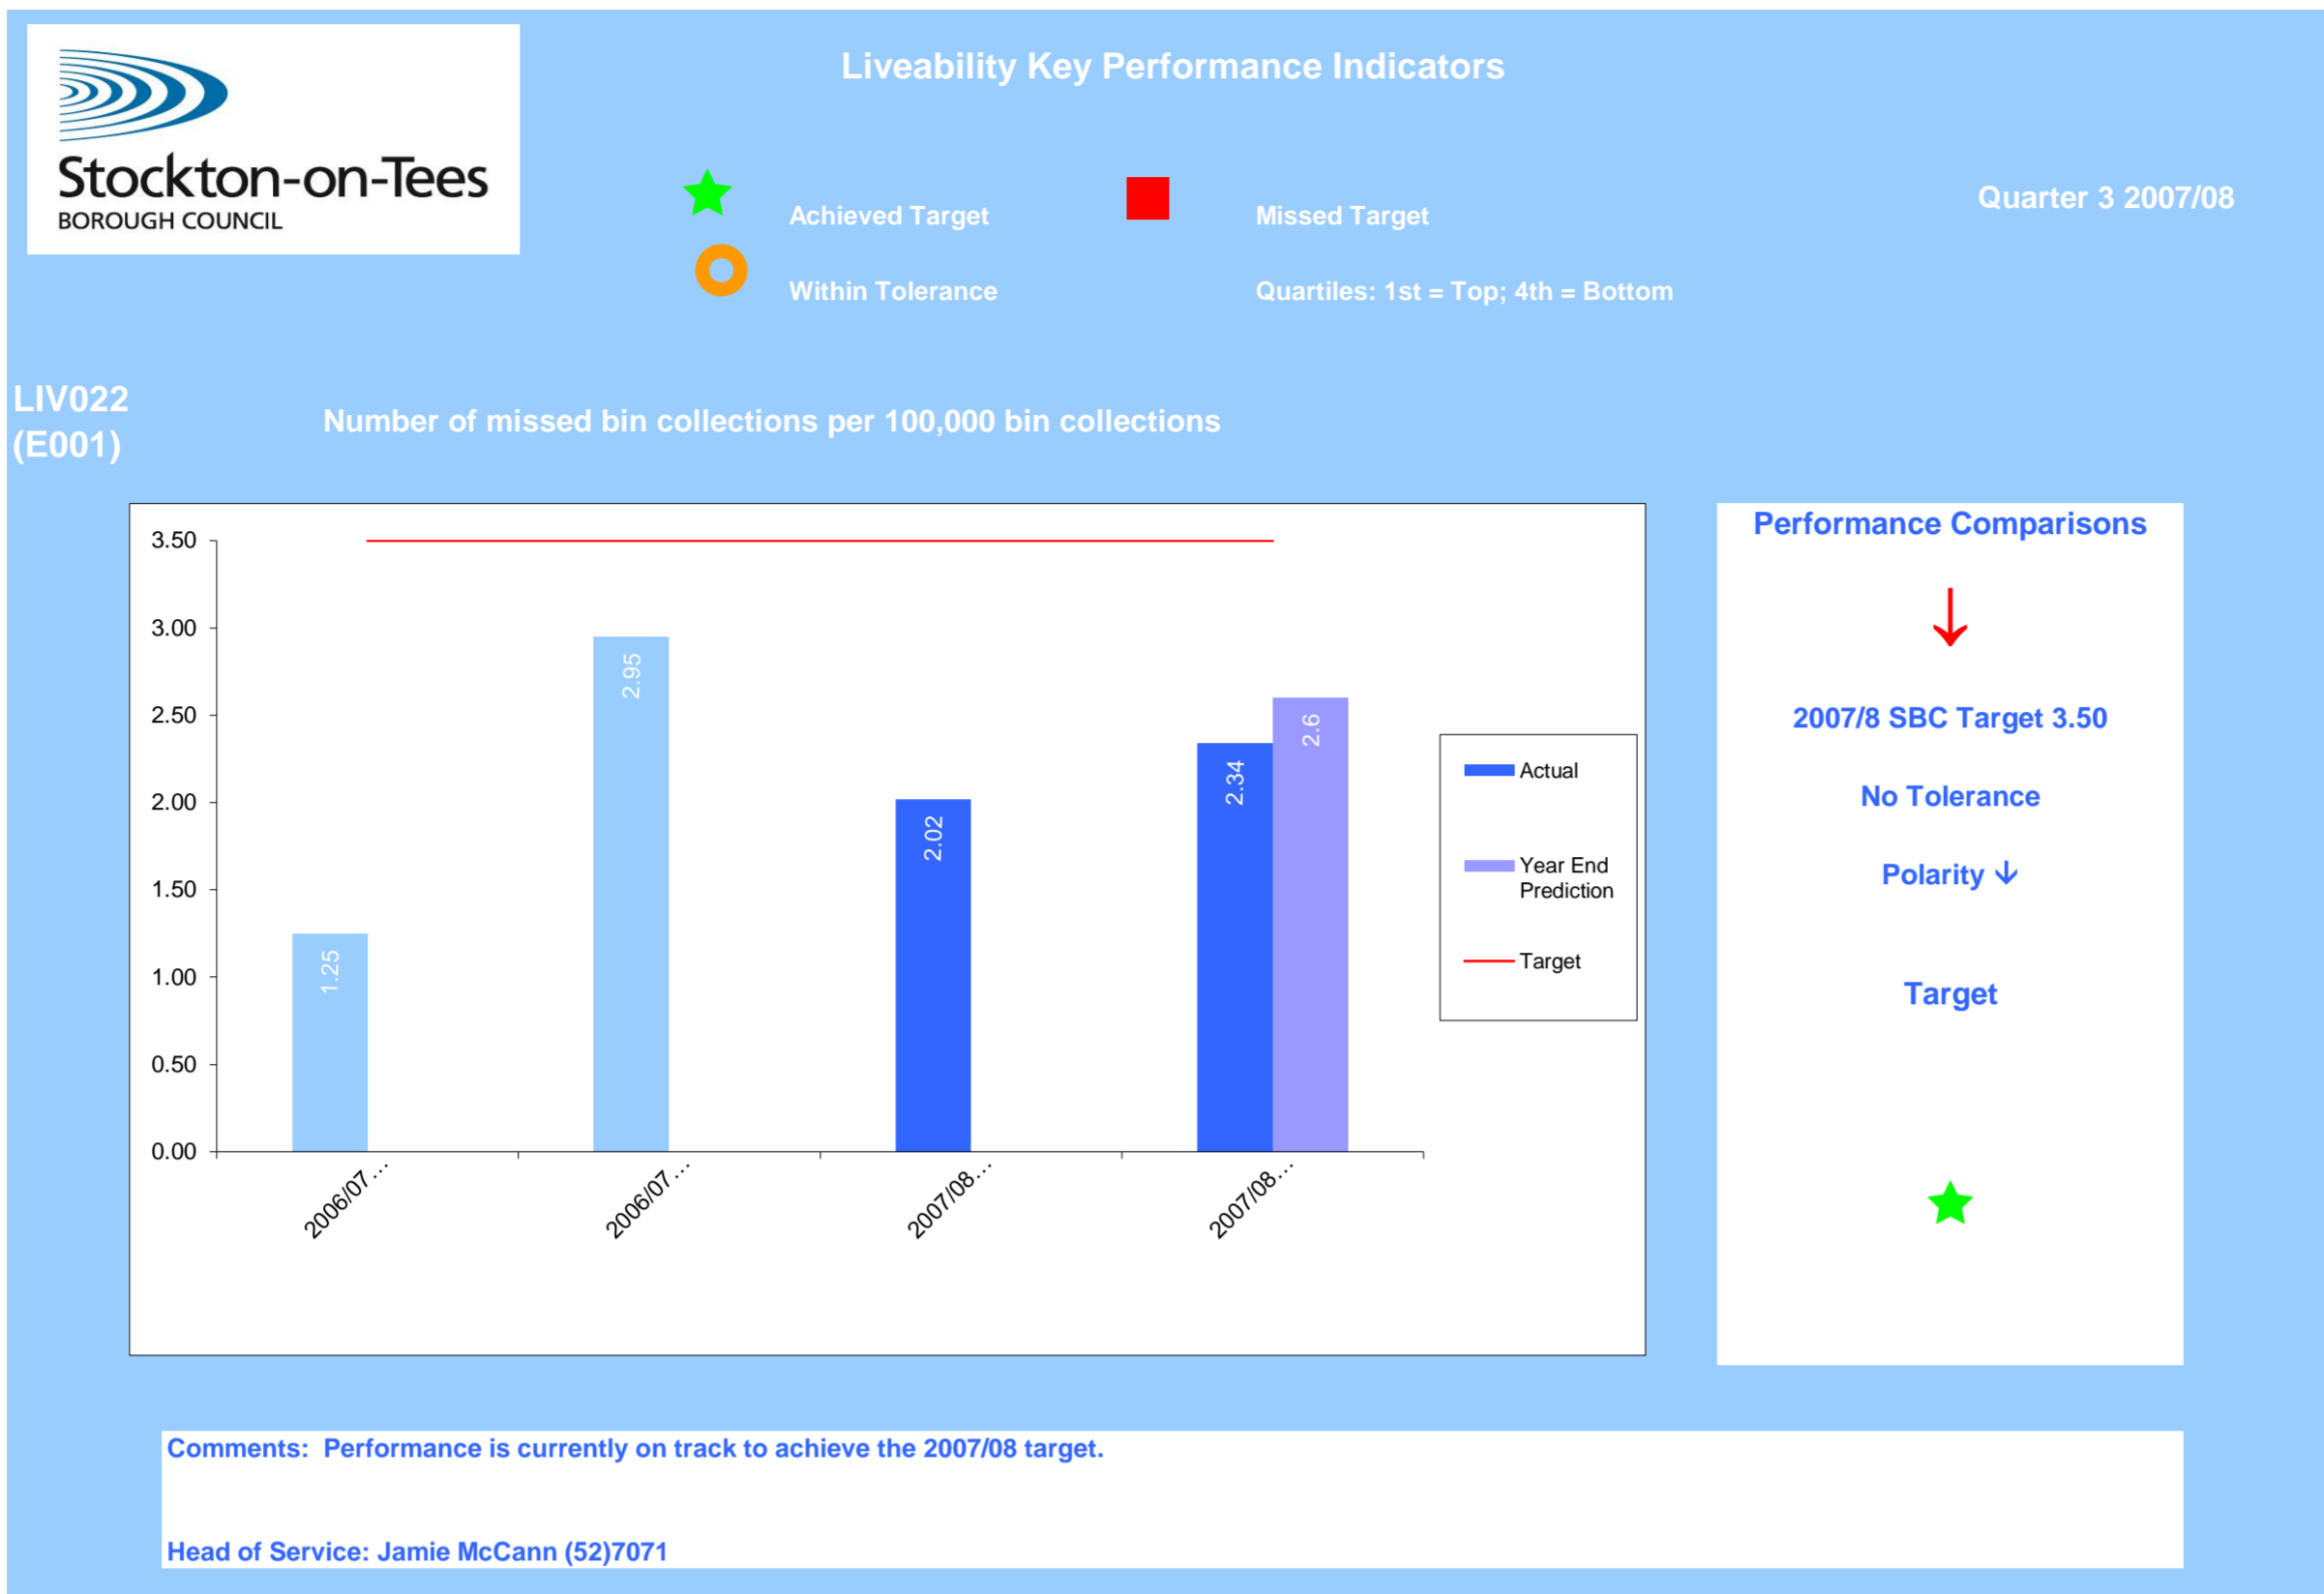 Stockton-on-Tees
BOROUGH COUNCIL
Liveability Key Performance Indicators
Achieved Target
Missed Target
Quarter 3 2007/08
Within Tolerance
Quartiles: 1st = Top; 4th = Bottom
LIV022
(E001)
Number of missed bin collections per 100,000 bin collections
3.50
3.00
2.50
2.00
1.50
1.00
0.50
0.00
1.25
2.95
2.02
2.34
2.6
2006/07...
2006/07...
2007/08...
2007/08...
Actual
Year End
Prediction
Target
Performance Comparisons
↓
2007/8 SBC Target 3.50
No Tolerance
Polarity ↓
Target
Comments:  Performance is currently on track to achieve the 2007/08 target.
Head of Service: Jamie McCann (52)7071